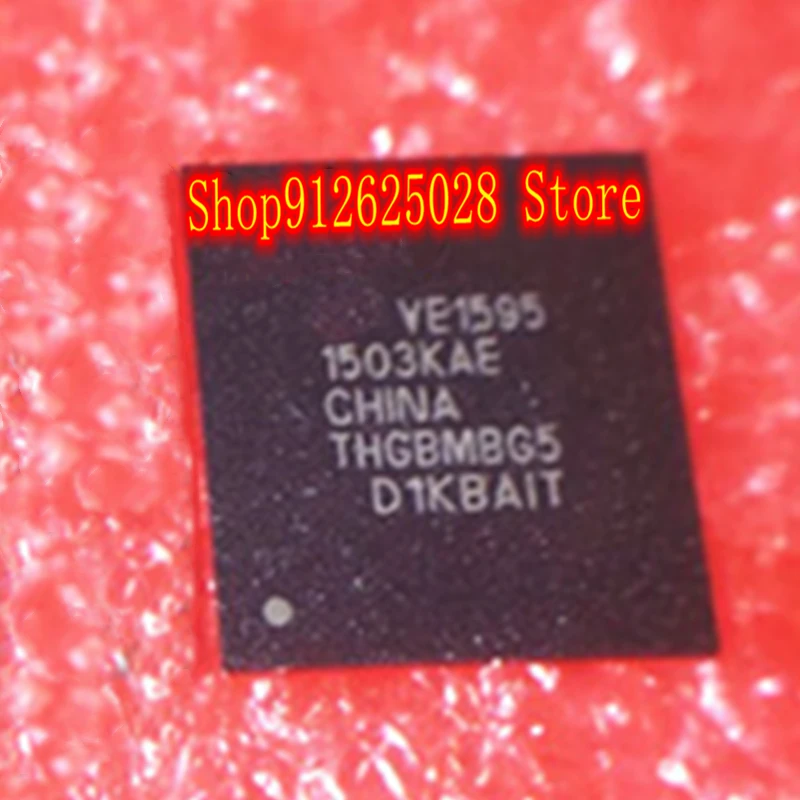 Shop912625028 Store
VE1595
1503KAE
CHINA
THGBMBG5
D1KBAIT